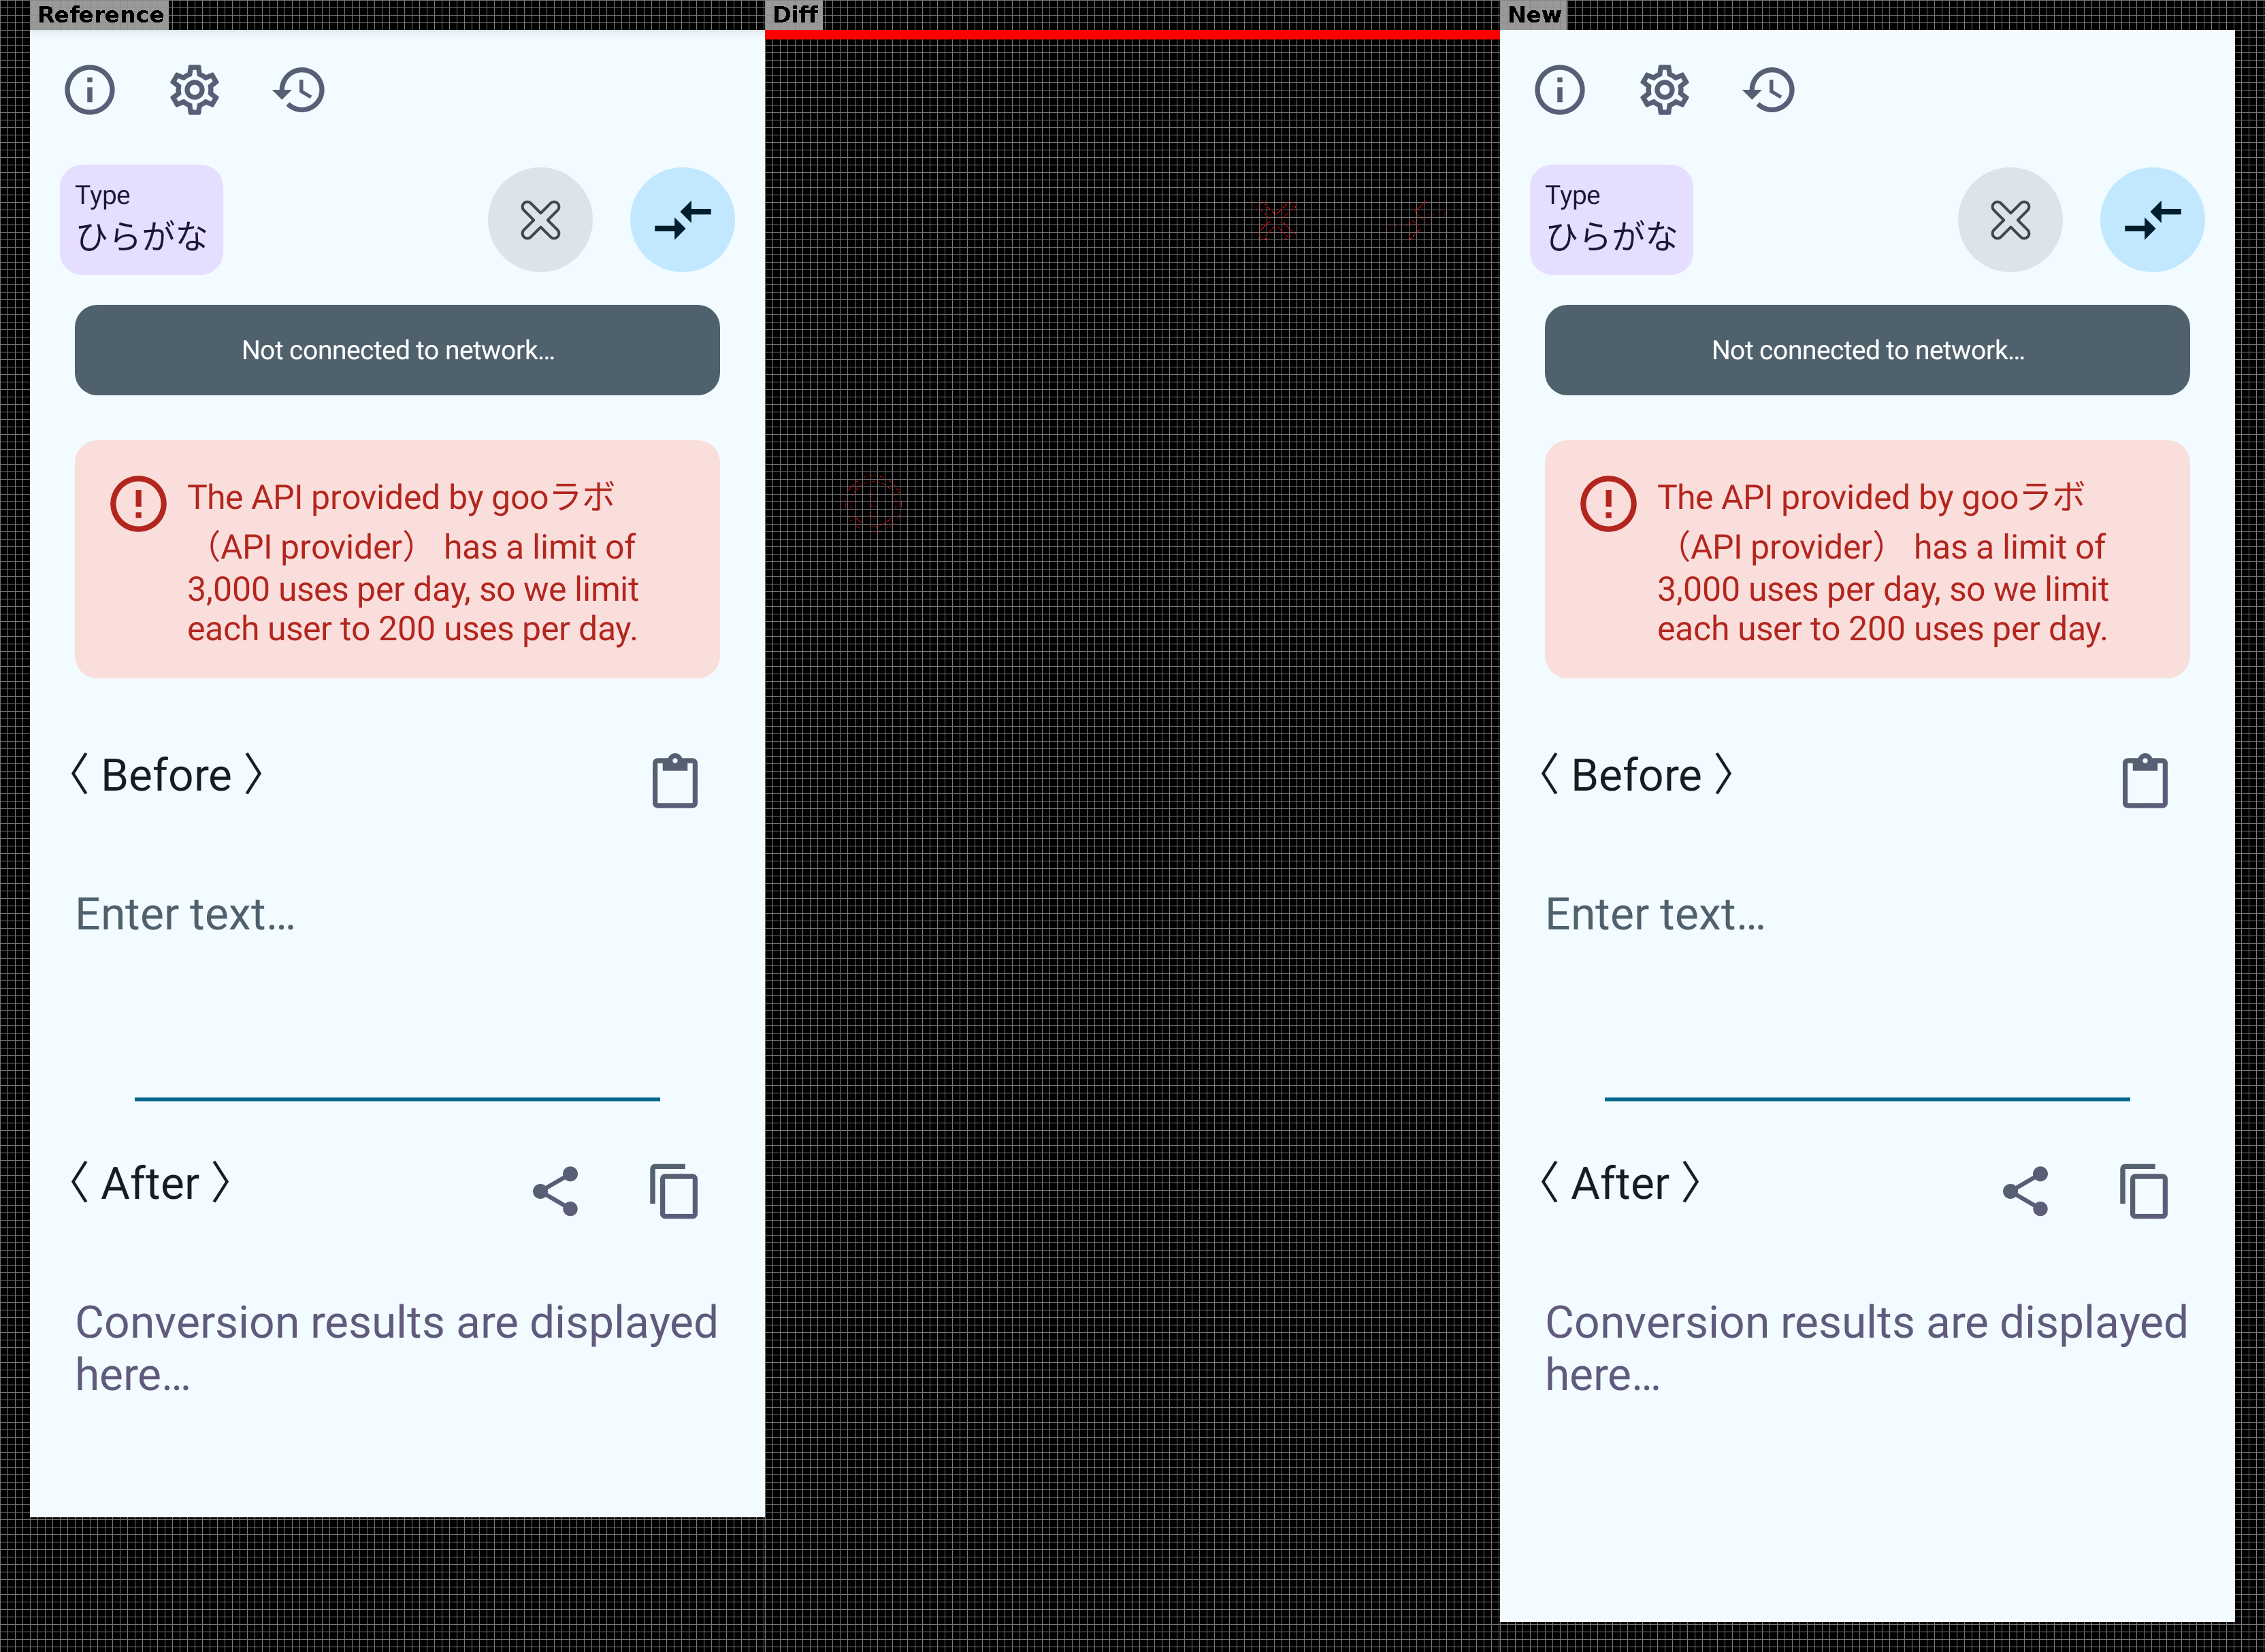 Reference
Diff
New
Type
ひらがな
Not connected to network…
The API provided by gooラボ
（API provider） has a limit of
3,000 uses per day, so we limit
each user to 200 uses per day.
〈 Before 〉
Enter text…
〈 After 〉
Conversion results are displayed
here…
Type
ひらがな
Not connected to network…
The API provided by gooラボ
（API provider） has a limit of
3,000 uses per day, so we limit
each user to 200 uses per day.
〈 Before 〉
Enter text…
〈 After 〉
Conversion results are displayed
here…